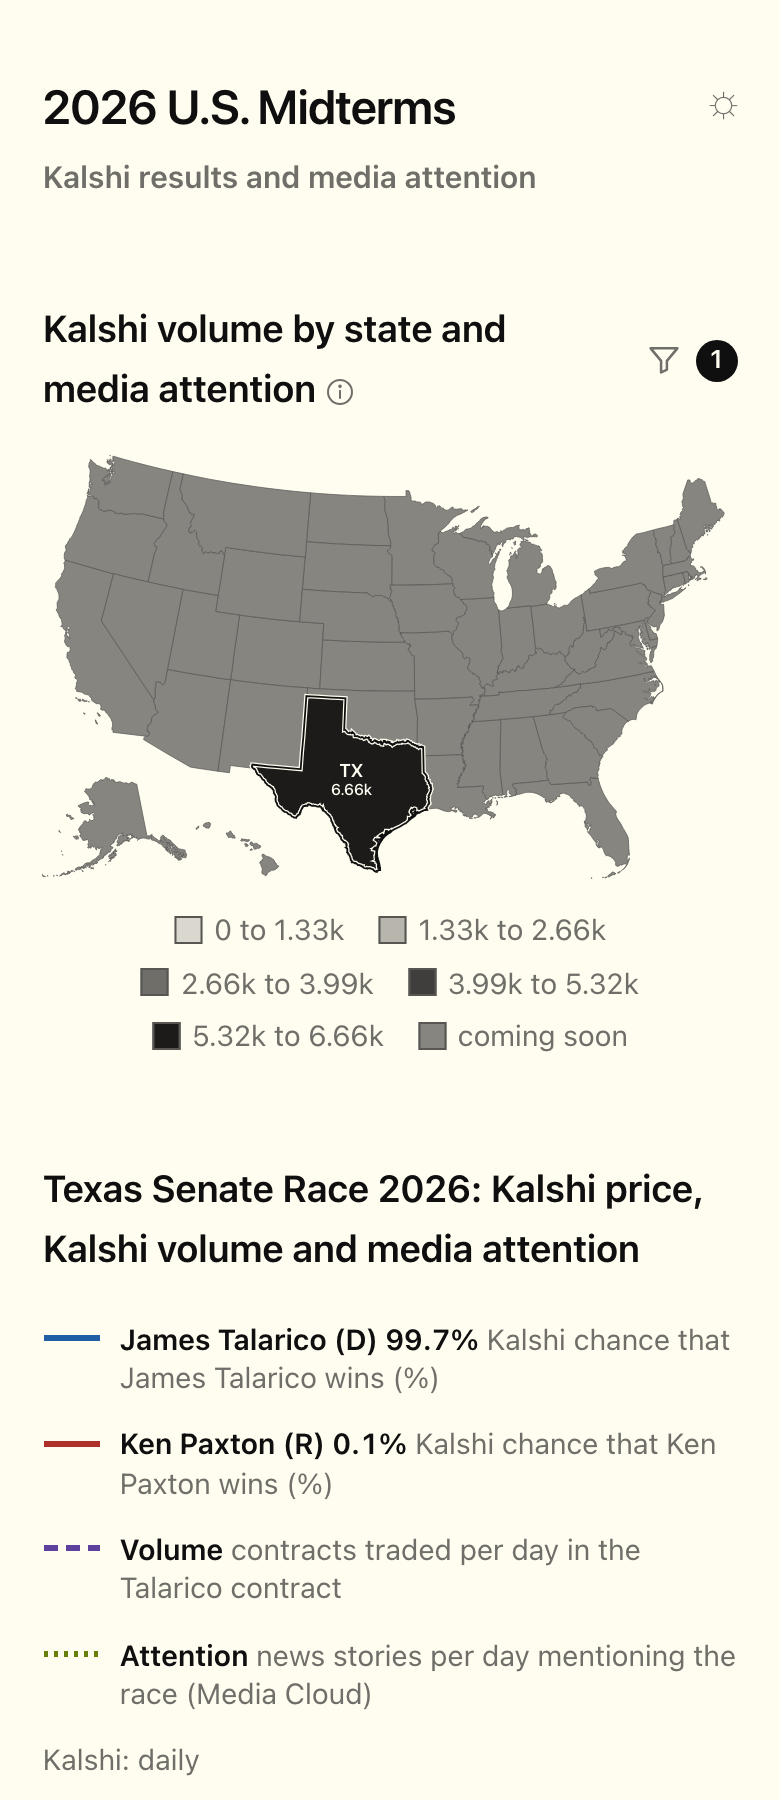 2026 U.S. Midterms
Kalshi results and media attention
Kalshi volume by state and
media attention
1
TX
6.66k
0 to 1.33k
1.33k to 2.66k
2.66k to 3.99k
3.99k to 5.32k
5.32k to 6.66k
coming soon
Texas Senate Race 2026: Kalshi price,
Kalshi volume and media attention
James Talarico (D) 99.7% Kalshi chance that
James Talarico wins (%)
Ken Paxton (R) 0.1% Kalshi chance that Ken
Paxton wins (%)
Volume contracts traded per day in the
Talarico contract
Attention news stories per day mentioning the
race (Media Cloud)
Kalshi: daily